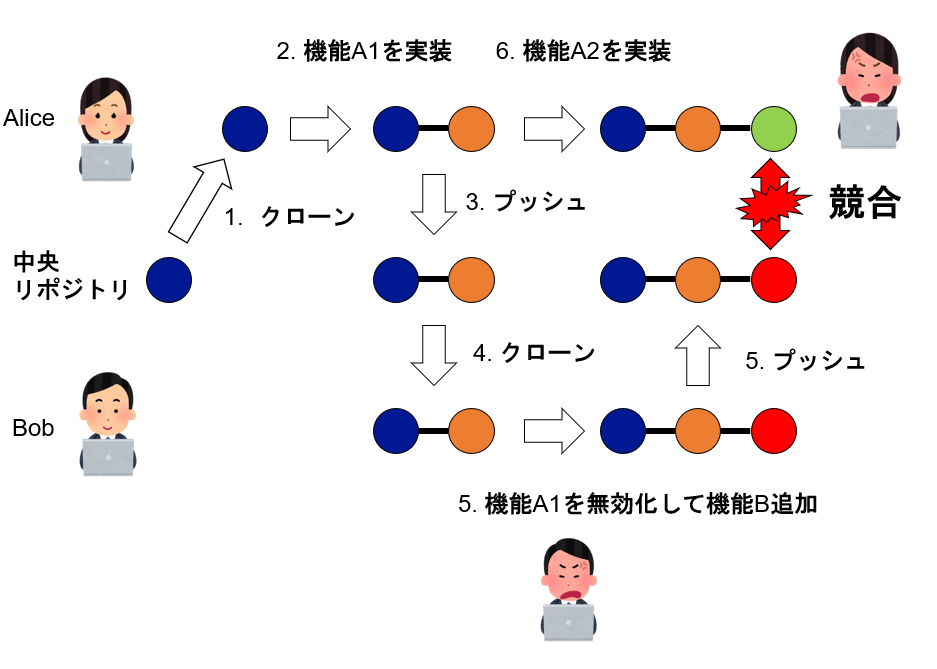 2. 機能A1を実装
6. 機能A2を実装
Alice
1. クローン
3. プッシュ
競合
中央
リポジトリ
4. クローン
5. プッシュ
Bob
5. 機能A1を無効化して機能B追加